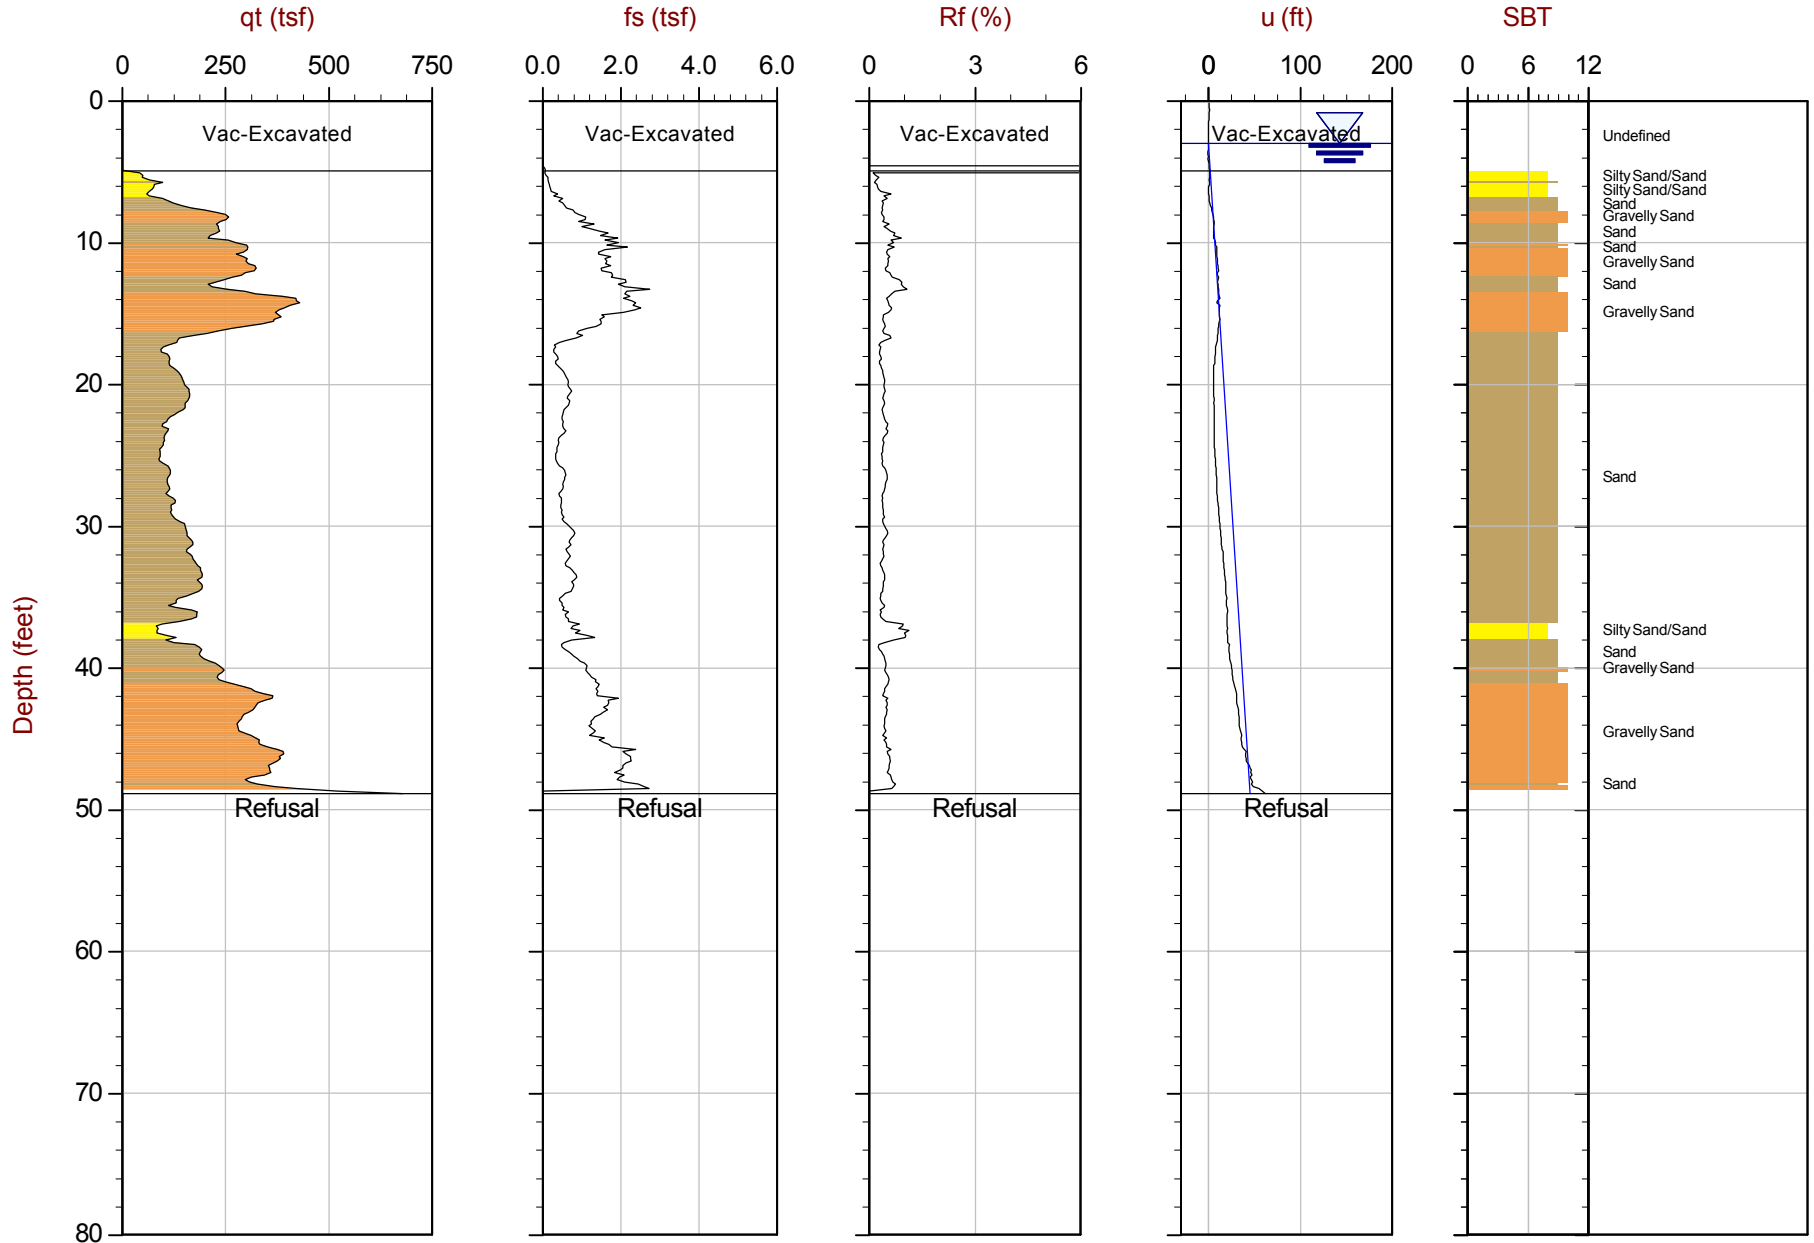 qt (tsf) fs (tsf) Rf (%) u (ft) SBT
0 250 500 750 0.0 2.0 4.0 6.0 0 3 6 0 100 200 0 6 12
0
Vac-Excavated Vac-Excavated Vac-Excavated Vac-Excavated Undefined
Silty Sand/Sand
Silty Sand/Sand
Sand
Gravelly Sand
Sand
10
Sand
Gravelly Sand
Sand
Gravelly Sand
20
Sand
30
Silty Sand/Sand
Sand
40
Gravelly Sand
Depth (feet)
Gravelly Sand
Sand
50
Refusal Refusal Refusal Refusal
60
70
80